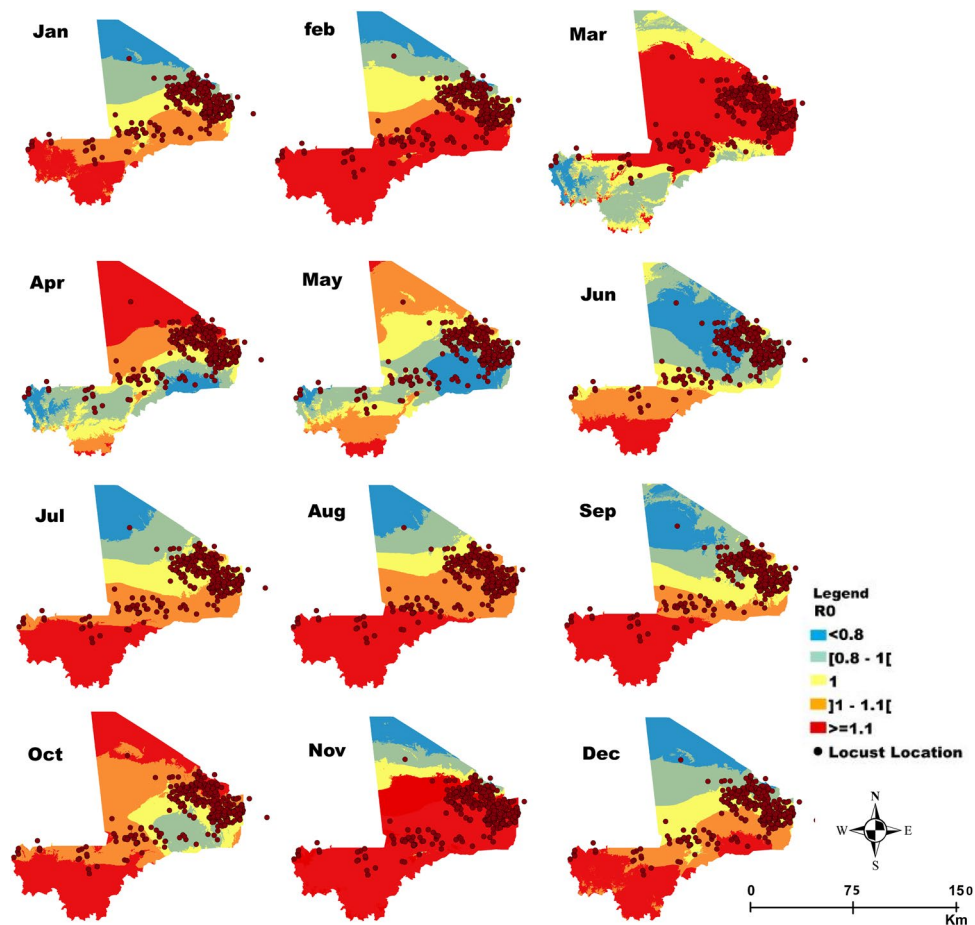 Jan
feb
Mar
Apr
May
Jun
Jul
Aug
Sep
Oct
Nov
Dec
Legend
R0
<0.8
[0.8 - 1[
1
]1 - 1.1[
>=1.1
Locust Location
N
W E
S
0 75 150
Km